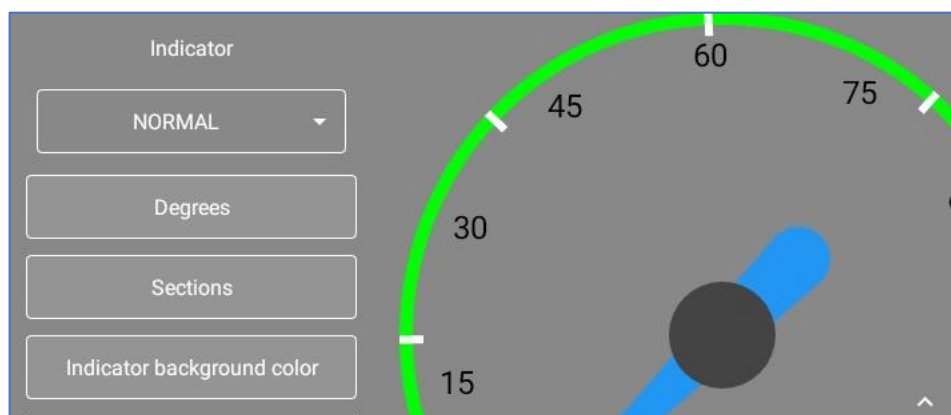 Indicator
NORMAL
Degrees
Sections
Indicator background color
60
45
75
30
15